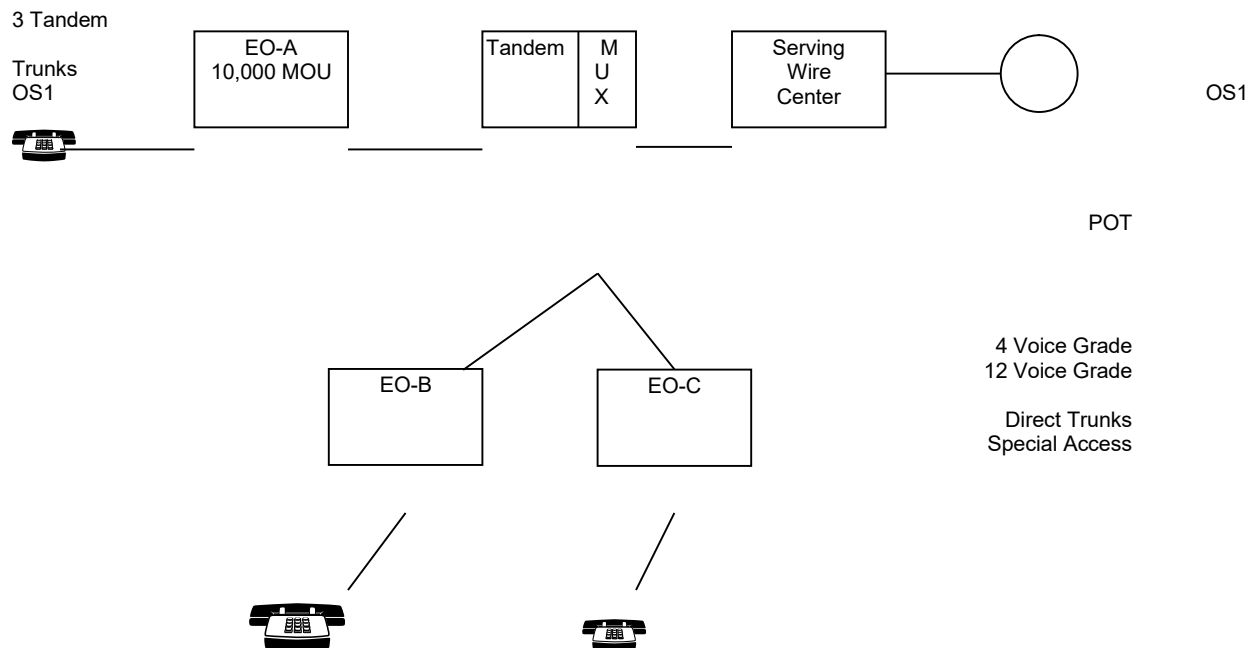 3 Tandem
Trunks
OS1
EO-A
10,000 MOU
Tandem
M
U
X
Serving
Wire
Center
OS1
POT
4 Voice Grade
12 Voice Grade
Direct Trunks
Special Access
EO-B
EO-C